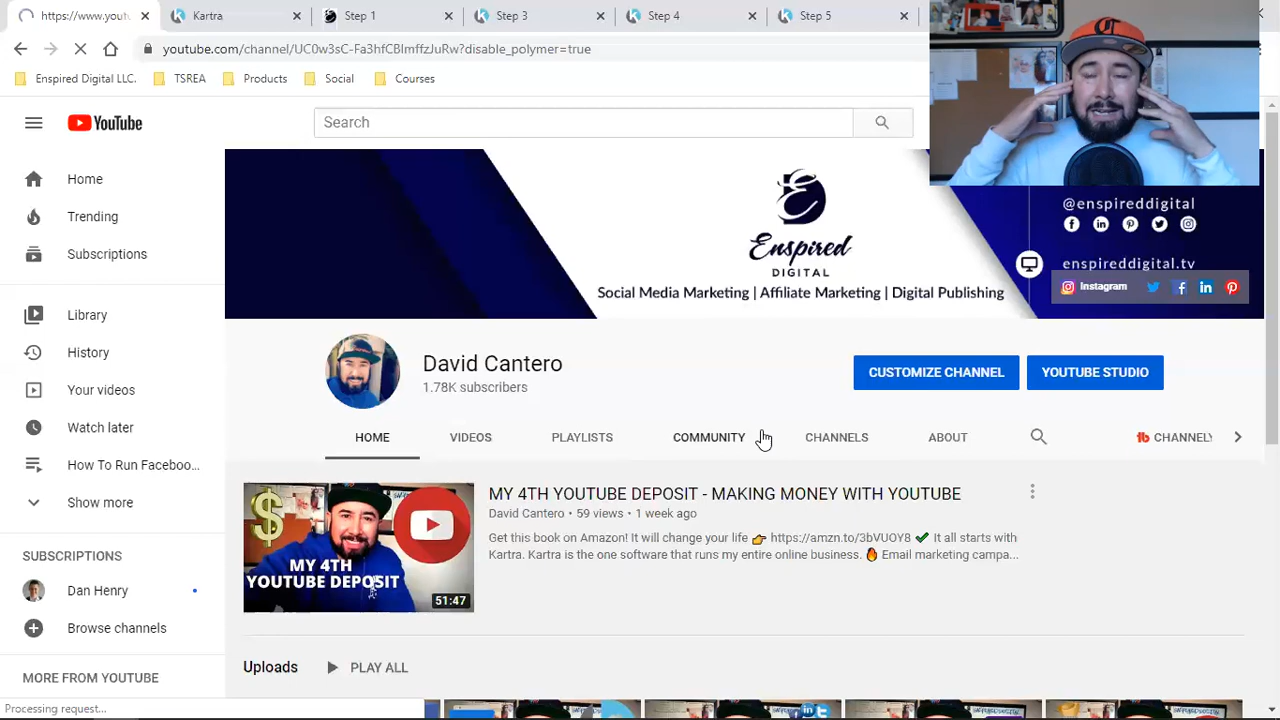 https://www.yout
Kartra
Step 1
Step 3
Step 4
Step 5
youtube.com/channel/UC0w3sC-Fa3hfCBlmffzJuRw?disable_polymer=true
Enspired Digital LLC.
TSREA
Products
Social
Courses
YouTube
Search
Home
Trending
Subscriptions
Library
History
Your videos
Watch later
How To Run Faceboo...
Show more
SUBSCRIPTIONS
Dan Henry
Browse channels
MORE FROM YOUTUBE
Processing request...
Enspired
DIGITAL
Social Media Marketing | Affiliate Marketing | Digital Publishing
@enspireddigital
enspireddigital.tv
Instagram
David Cantero
1.78K subscribers
CUSTOMIZE CHANNEL
YOUTUBE STUDIO
HOME
VIDEOS
PLAYLISTS
COMMUNITY
CHANNELS
ABOUT
CHANNELY
MY 4TH
YOUTUBE DEPOSIT
51:47
MY 4TH YOUTUBE DEPOSIT - MAKING MONEY WITH YOUTUBE
David Cantero • 59 views • 1 week ago
Get this book on Amazon! It will change your life 👉 https://amzn.to/3bVUOY8 ✔ It all starts with
Kartra. Kartra is the one software that runs my entire online business. 🔥 Email marketing campa...
Uploads
PLAY ALL